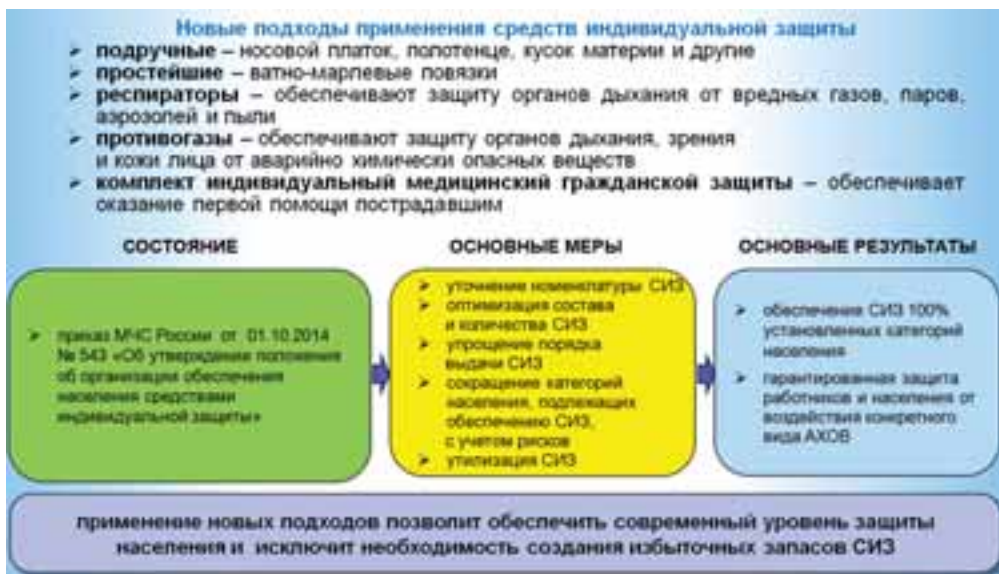 Новые подходы применения средств индивидуальной защиты
➢ подручные – носовой платок, полотенце, кусок материи и другие
➢ простейшие – ватно-марлевые повязки
➢ респираторы – обеспечивают защиту органов дыхания от вредных газов, паров,
аэрозолей и пыли
➢ противогазы – обеспечивают защиту органов дыхания, зрения
и кожи лица от аварийно химически опасных веществ
➢ комплект индивидуальный медицинский гражданской защиты – обеспечивает
оказание первой помощи пострадавшим
СОСТОЯНИЕ
➢ приказ МЧС России от 01.10.2014
№ 543 «Об утверждении положения
об организации обеспечения
населения средствами
индивидуальной защиты»
ОСНОВНЫЕ МЕРЫ
➢ уточнение номенклатуры СИЗ
➢ оптимизация состава
и количества СИЗ
➢ упрощение порядка
выдачи СИЗ
➢ сокращение категорий
населения, подлежащих
обеспечению СИЗ,
с учетом рисков
➢ утилизация СИЗ
ОСНОВНЫЕ РЕЗУЛЬТАТЫ
➢ обеспечение СИЗ 100%
установленных категорий
населения
➢ гарантированная защита
работников и населения от
воздействия конкретного
вида АХОВ
применение новых подходов позволит обеспечить современный уровень защиты
населения и исключит необходимость создания избыточных запасов СИЗ